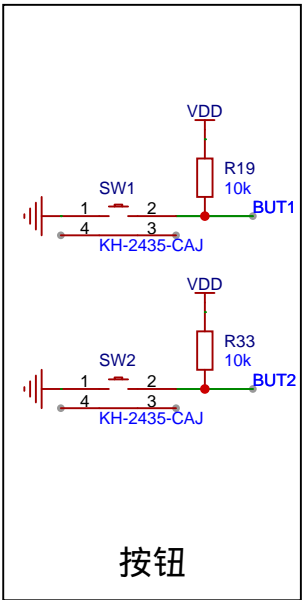 VDD
R19
10k
SW1
BUT1
1 2
4 3
KH-2435-CAJ
VDD
R33
10k
SW2
BUT2
1 2
4 3
KH-2435-CAJ
按钮